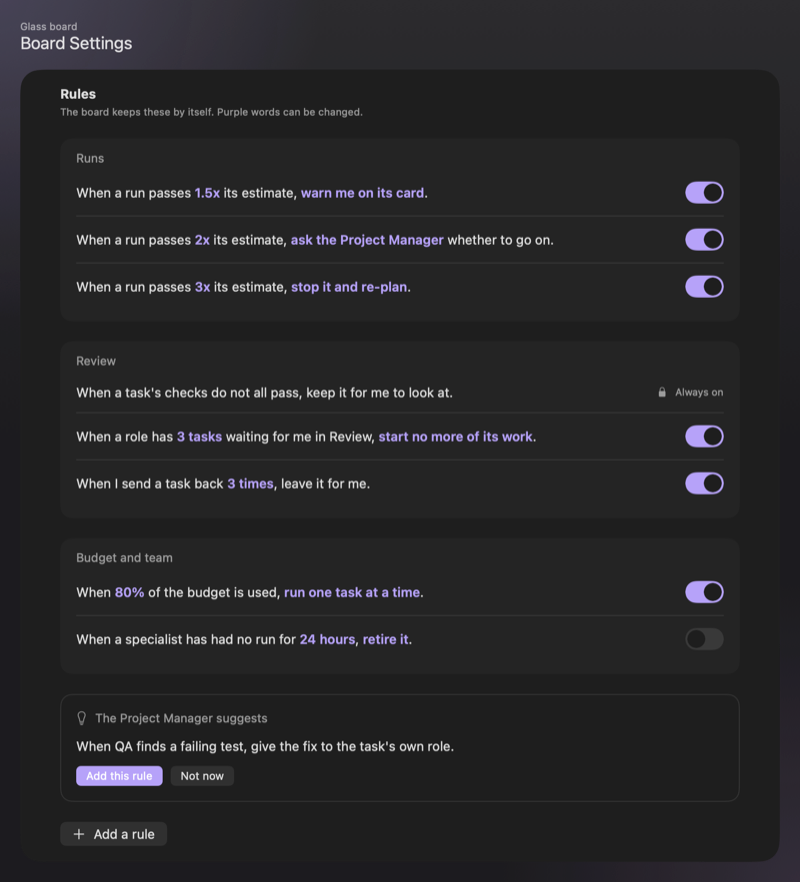 Glass board
Board Settings
Rules
The board keeps these by itself. Purple words can be changed.
Runs
When a run passes 1.5x its estimate, warn me on its card.
When a run passes 2x its estimate, ask the Project Manager whether to go on.
When a run passes 3x its estimate, stop it and re-plan.
Review
When a task's checks do not all pass, keep it for me to look at.
Always on
When a role has 3 tasks waiting for me in Review, start no more of its work.
When I send a task back 3 times, leave it for me.
Budget and team
When 80% of the budget is used, run one task at a time.
When a specialist has had no run for 24 hours, retire it.
The Project Manager suggests
When QA finds a failing test, give the fix to the task's own role.
Add this rule
Not now
+ Add a rule